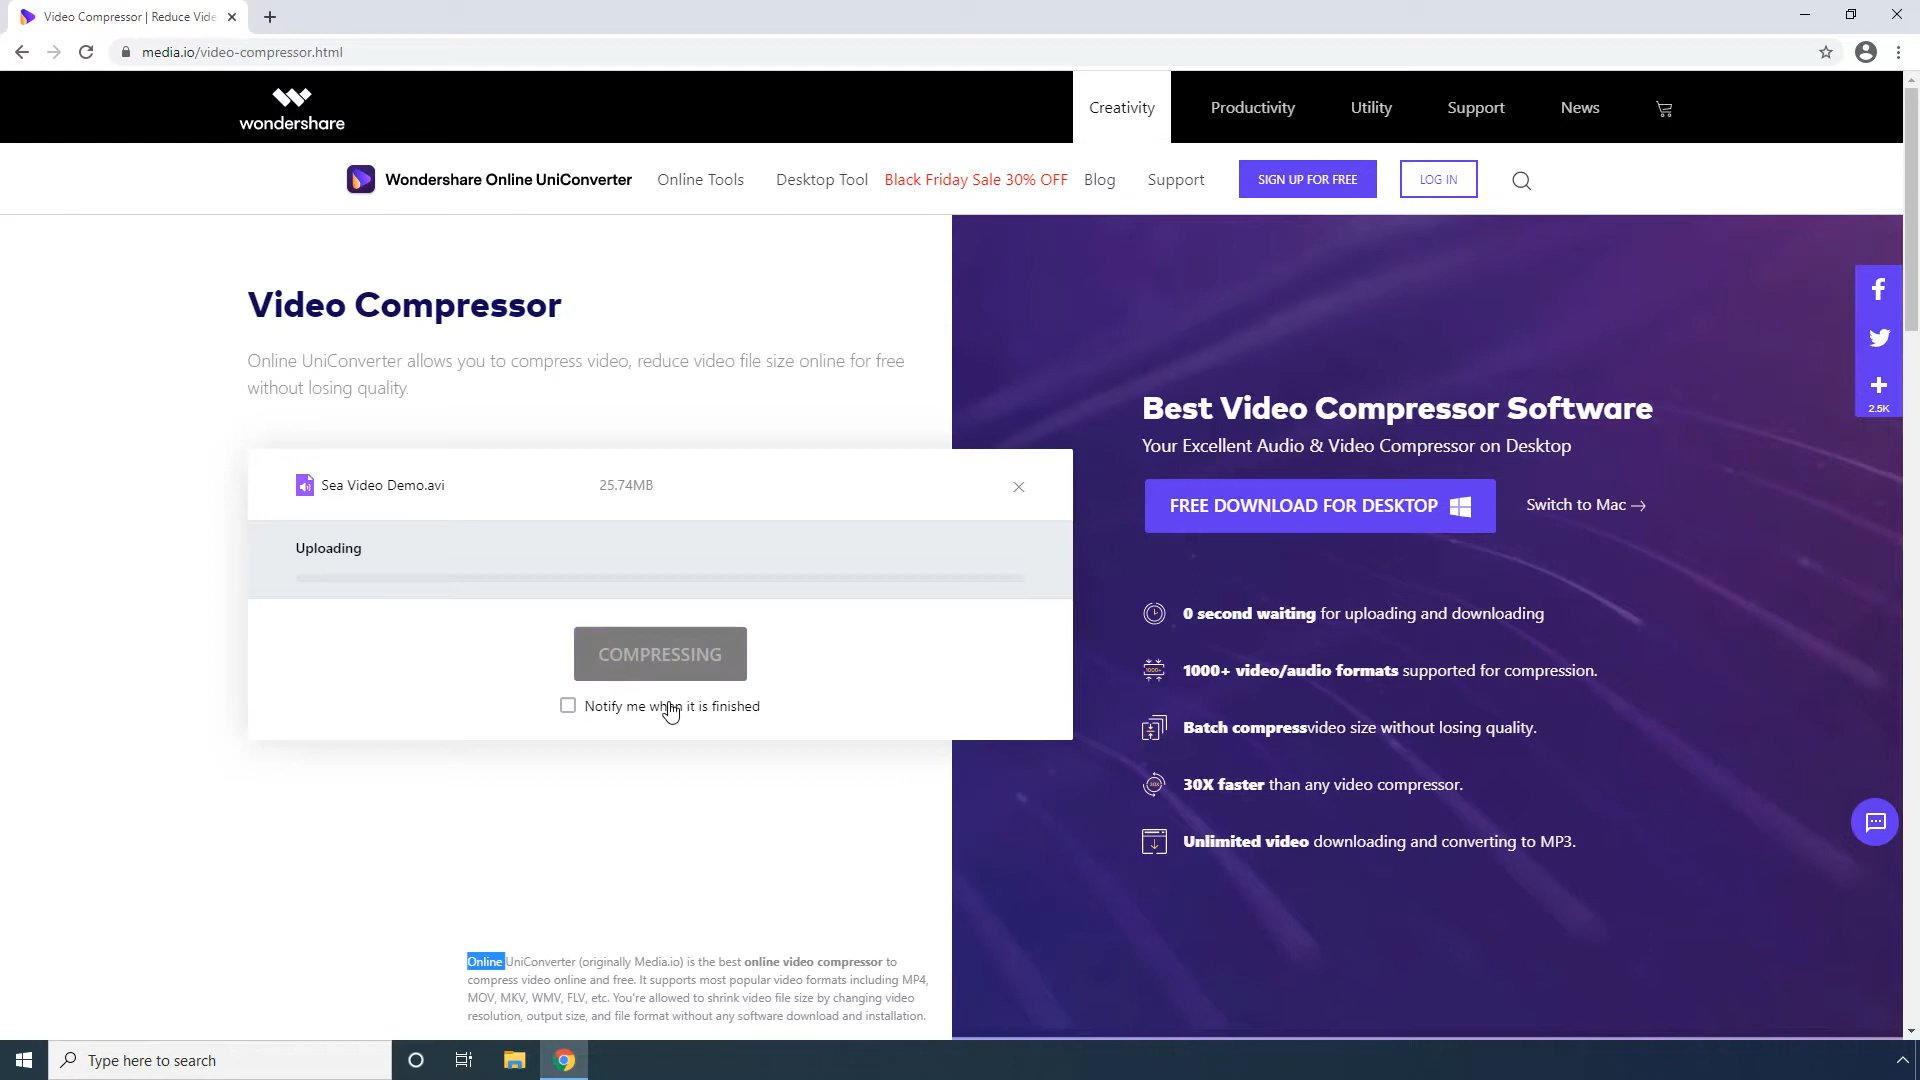 Video Compressor | Reduce Vide
media.io/video-compressor.html
wondershare
Creativity
Productivity
Utility
Support
News
Wondershare Online UniConverter
Online Tools
Desktop Tool
Black Friday Sale 30% OFF
Blog
Support
SIGN UP FOR FREE
LOG IN
Video Compressor
Online UniConverter allows you to compress video, reduce video file size online for free
without losing quality.
Sea Video Demo.avi
25.74MB
Uploading
COMPRESSING
Notify me when it is finished
Online UniConverter (originally Media.io) is the best online video compressor to
compress video online and free. It supports most popular video formats including MP4,
MOV, MKV, WMV, FLV, etc. You're allowed to shrink video file size by changing video
resolution, output size, and file format without any software download and installation.
Best Video Compressor Software
Your Excellent Audio & Video Compressor on Desktop
FREE DOWNLOAD FOR DESKTOP
Switch to Mac
0 second waiting for uploading and downloading
1000+ video/audio formats supported for compression.
Batch compressvideo size without losing quality.
30X faster than any video compressor.
Unlimited video downloading and converting to MP3.
2.5K
Type here to search